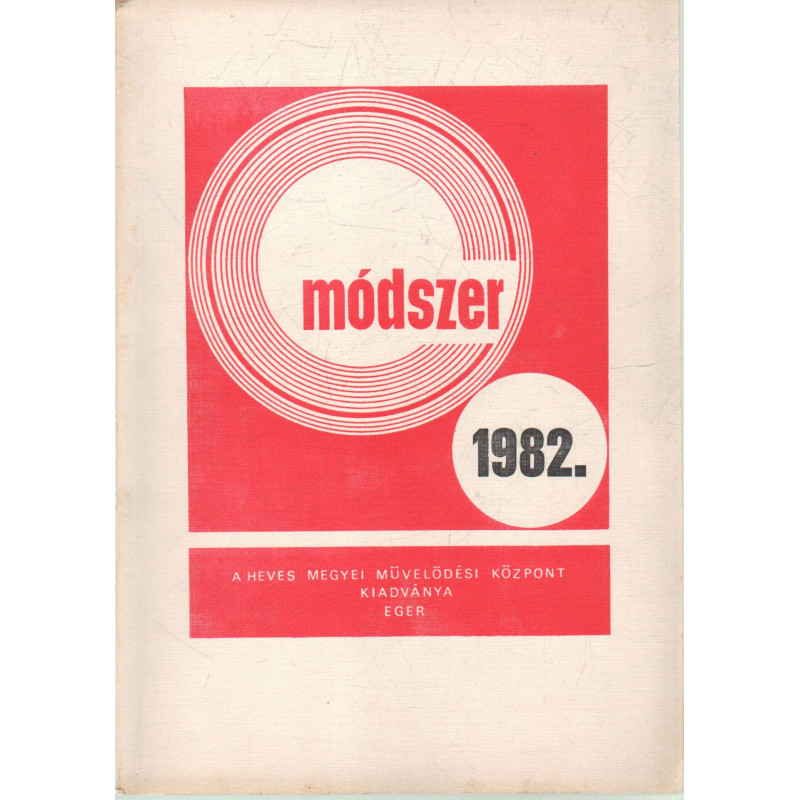 módszer
1982.
A HEVES MEGYEI MŰVELŐDÉSI KÖZPONT
KIADVÁNYA
EGER